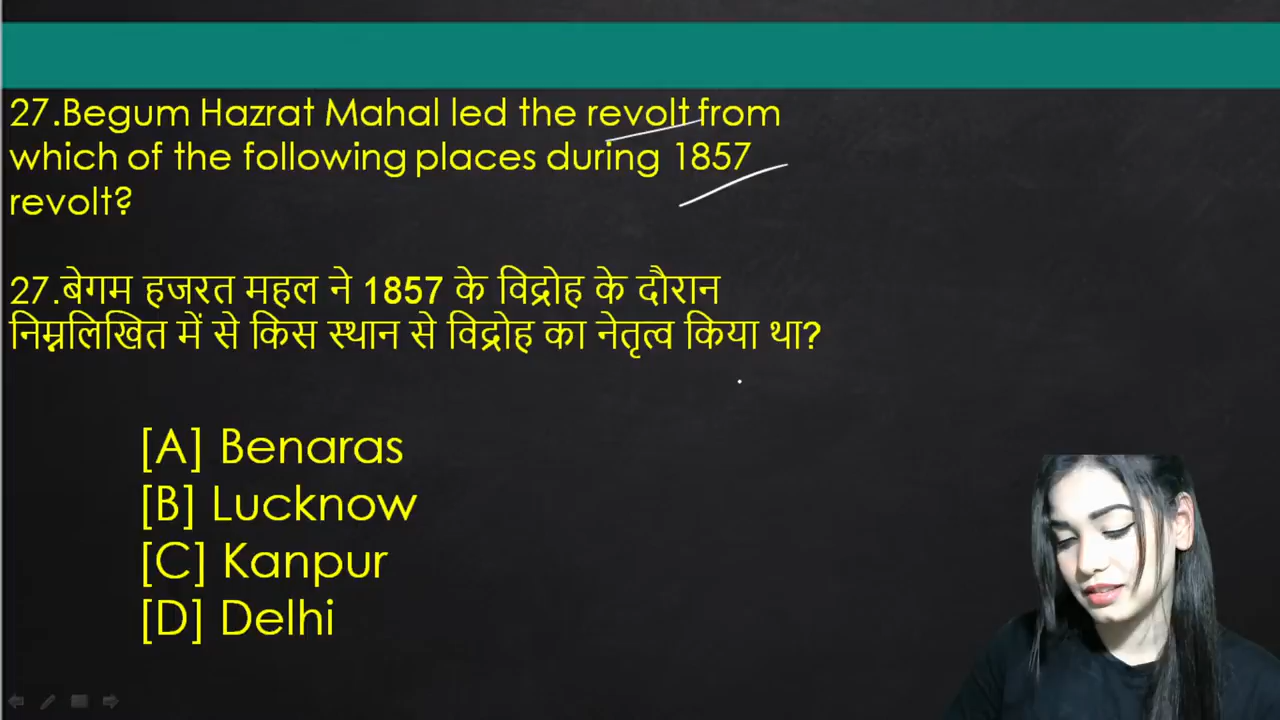 27.Begum Hazrat Mahal led the revolt from
which of the following places during 1857
revolt?
27.बेगम हजरत महल ने 1857 के विद्रोह के दौरान
निम्नलिखित में से किस स्थान से विद्रोह का नेतृत्व किया था?
[A] Benaras
[B] Lucknow
[C] Kanpur
[D] Delhi